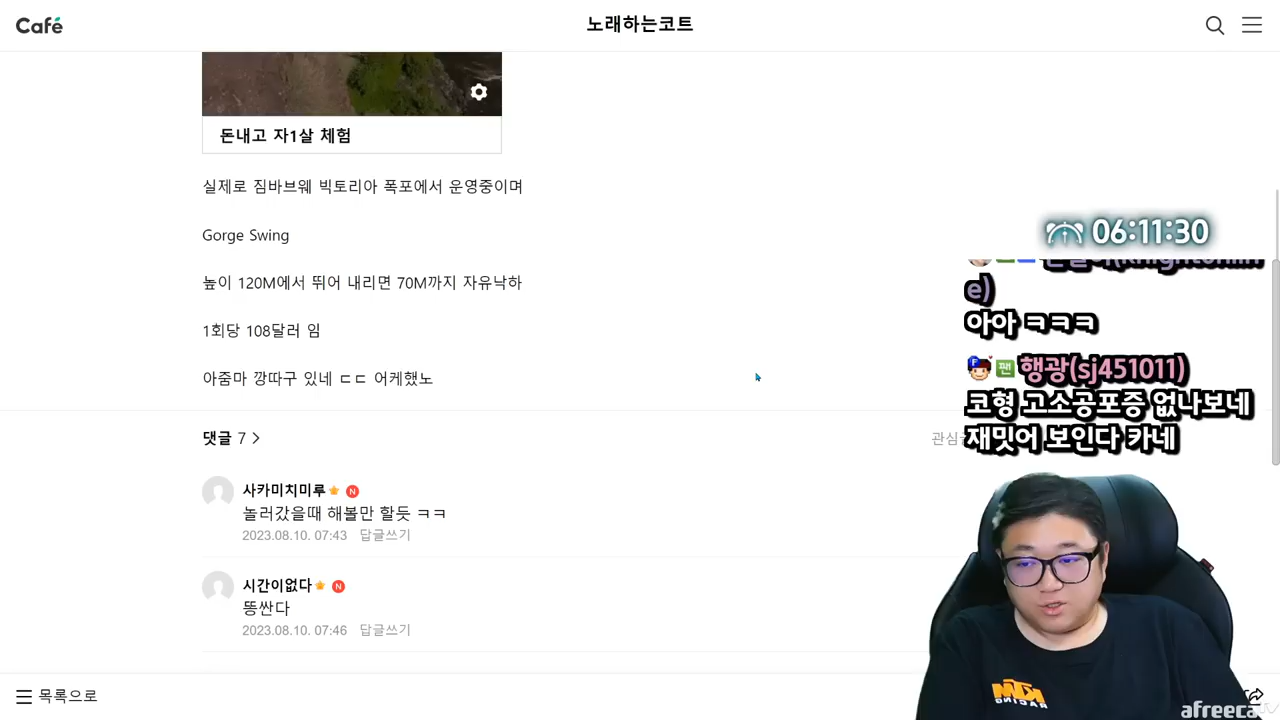 Café
노래하는코트
돈내고 자1살 체험
실제로 짐바브웨 빅토리아 폭포에서 운영중이며
Gorge Swing
높이 120M에서 뛰어 내리면 70M까지 자유낙하
1회당 108달러 임
아줌마 깡따구 있네 ㄷㄷ 어케했노
댓글 7
관심
사카미치미루 N
놀러갔을때 해볼만 할듯 ㅋㅋ
2023.08.10. 07:43 답글쓰기
시간이없다 N
똥싼다
2023.08.10. 07:46 답글쓰기
목록으로
06:11:30
e)
아아 ㅋㅋㅋ
F 팬 행광(sj451011)
코형 고소공포증 없나보네
재밋어 보인다 카네
KTM
RACING
afreecaTV